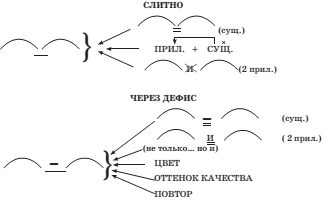 СЛИТНО
(сущ.)
ПРИЛ. + СУЩ.
И (2 прил.)
ЧЕРЕЗ ДЕФИС
(сущ.)
И ( 2 прил.)
(не только... но и)
ЦВЕТ
ОТТЕНОК КАЧЕСТВА
ПОВТОР